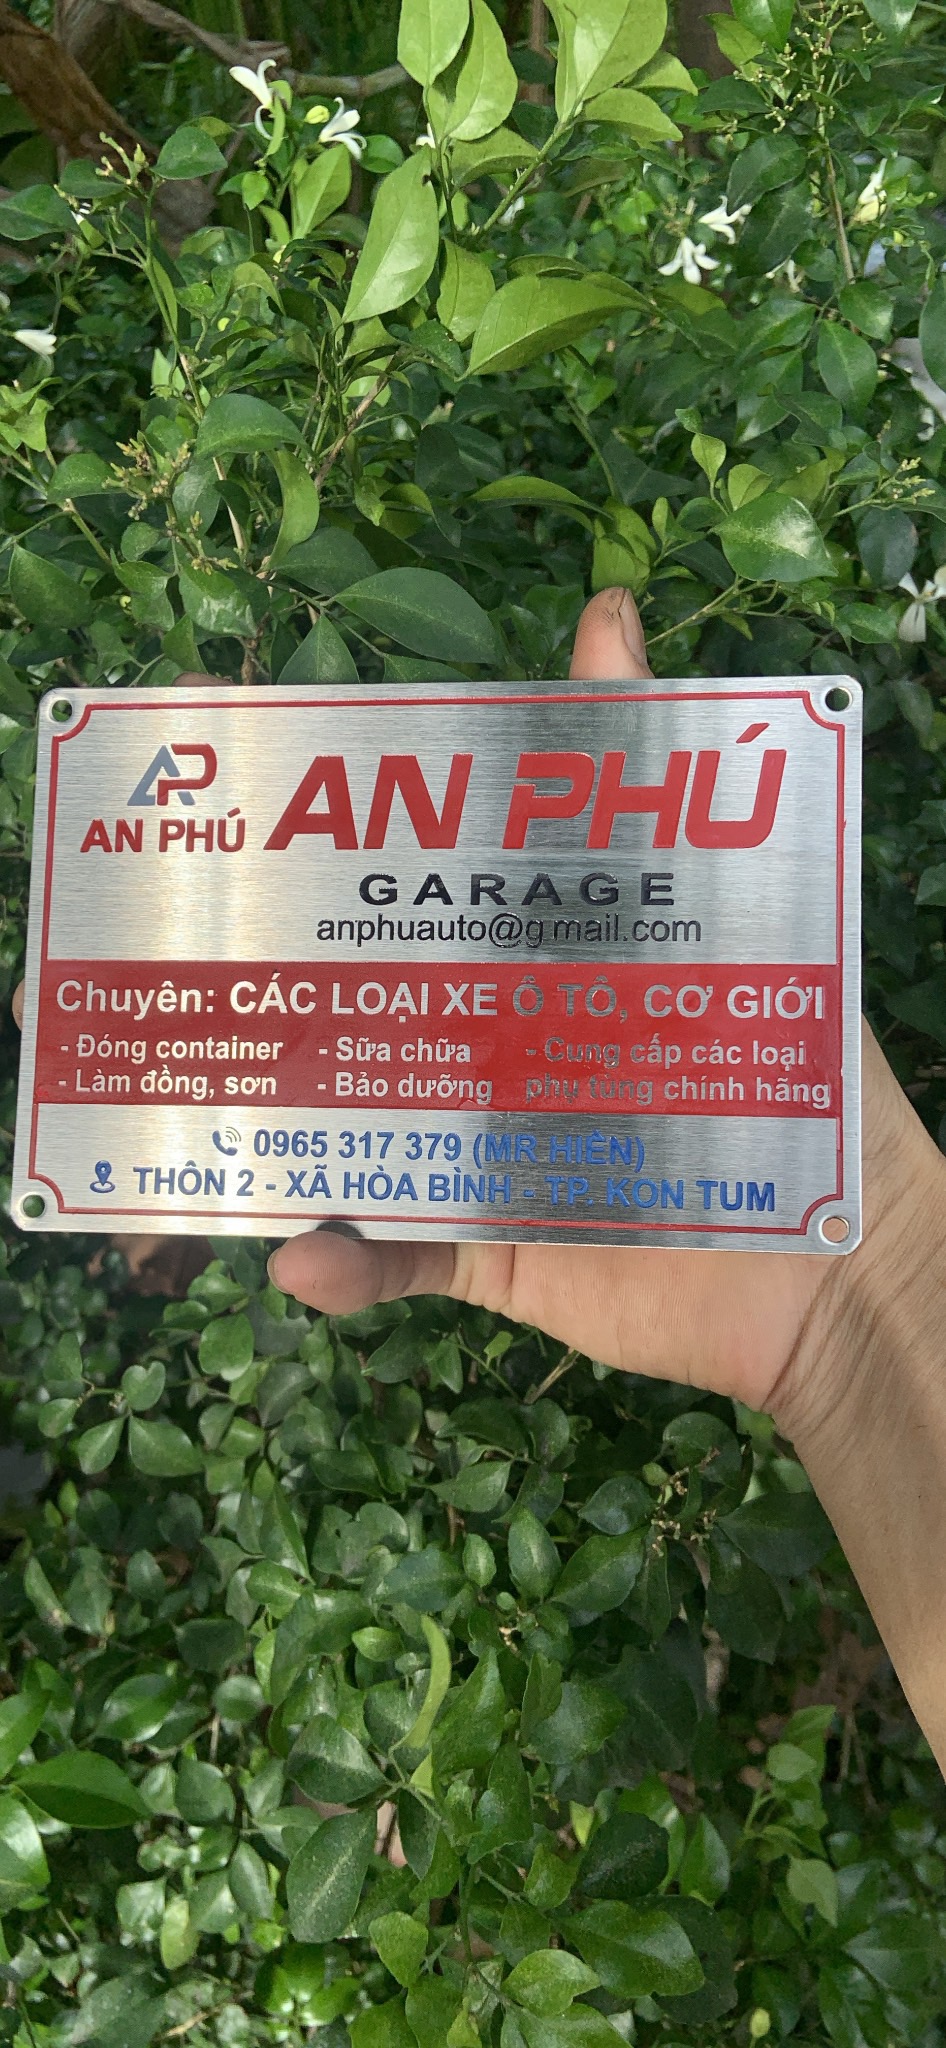 AP
AN PHÚ
AN PHÚ
GARAGE
anphuauto@gmail.com
Chuyên: CÁC LOẠI XE Ô TÔ, CƠ GIỚI
- Đóng container - Sữa chữa - Cung cấp các loại
- Làm đồng, sơn - Bảo dưỡng phụ tùng chính hãng
0965 317 379 (MR HIÊN)
THÔN 2 - XÃ HÒA BÌNH - TP. KON TUM